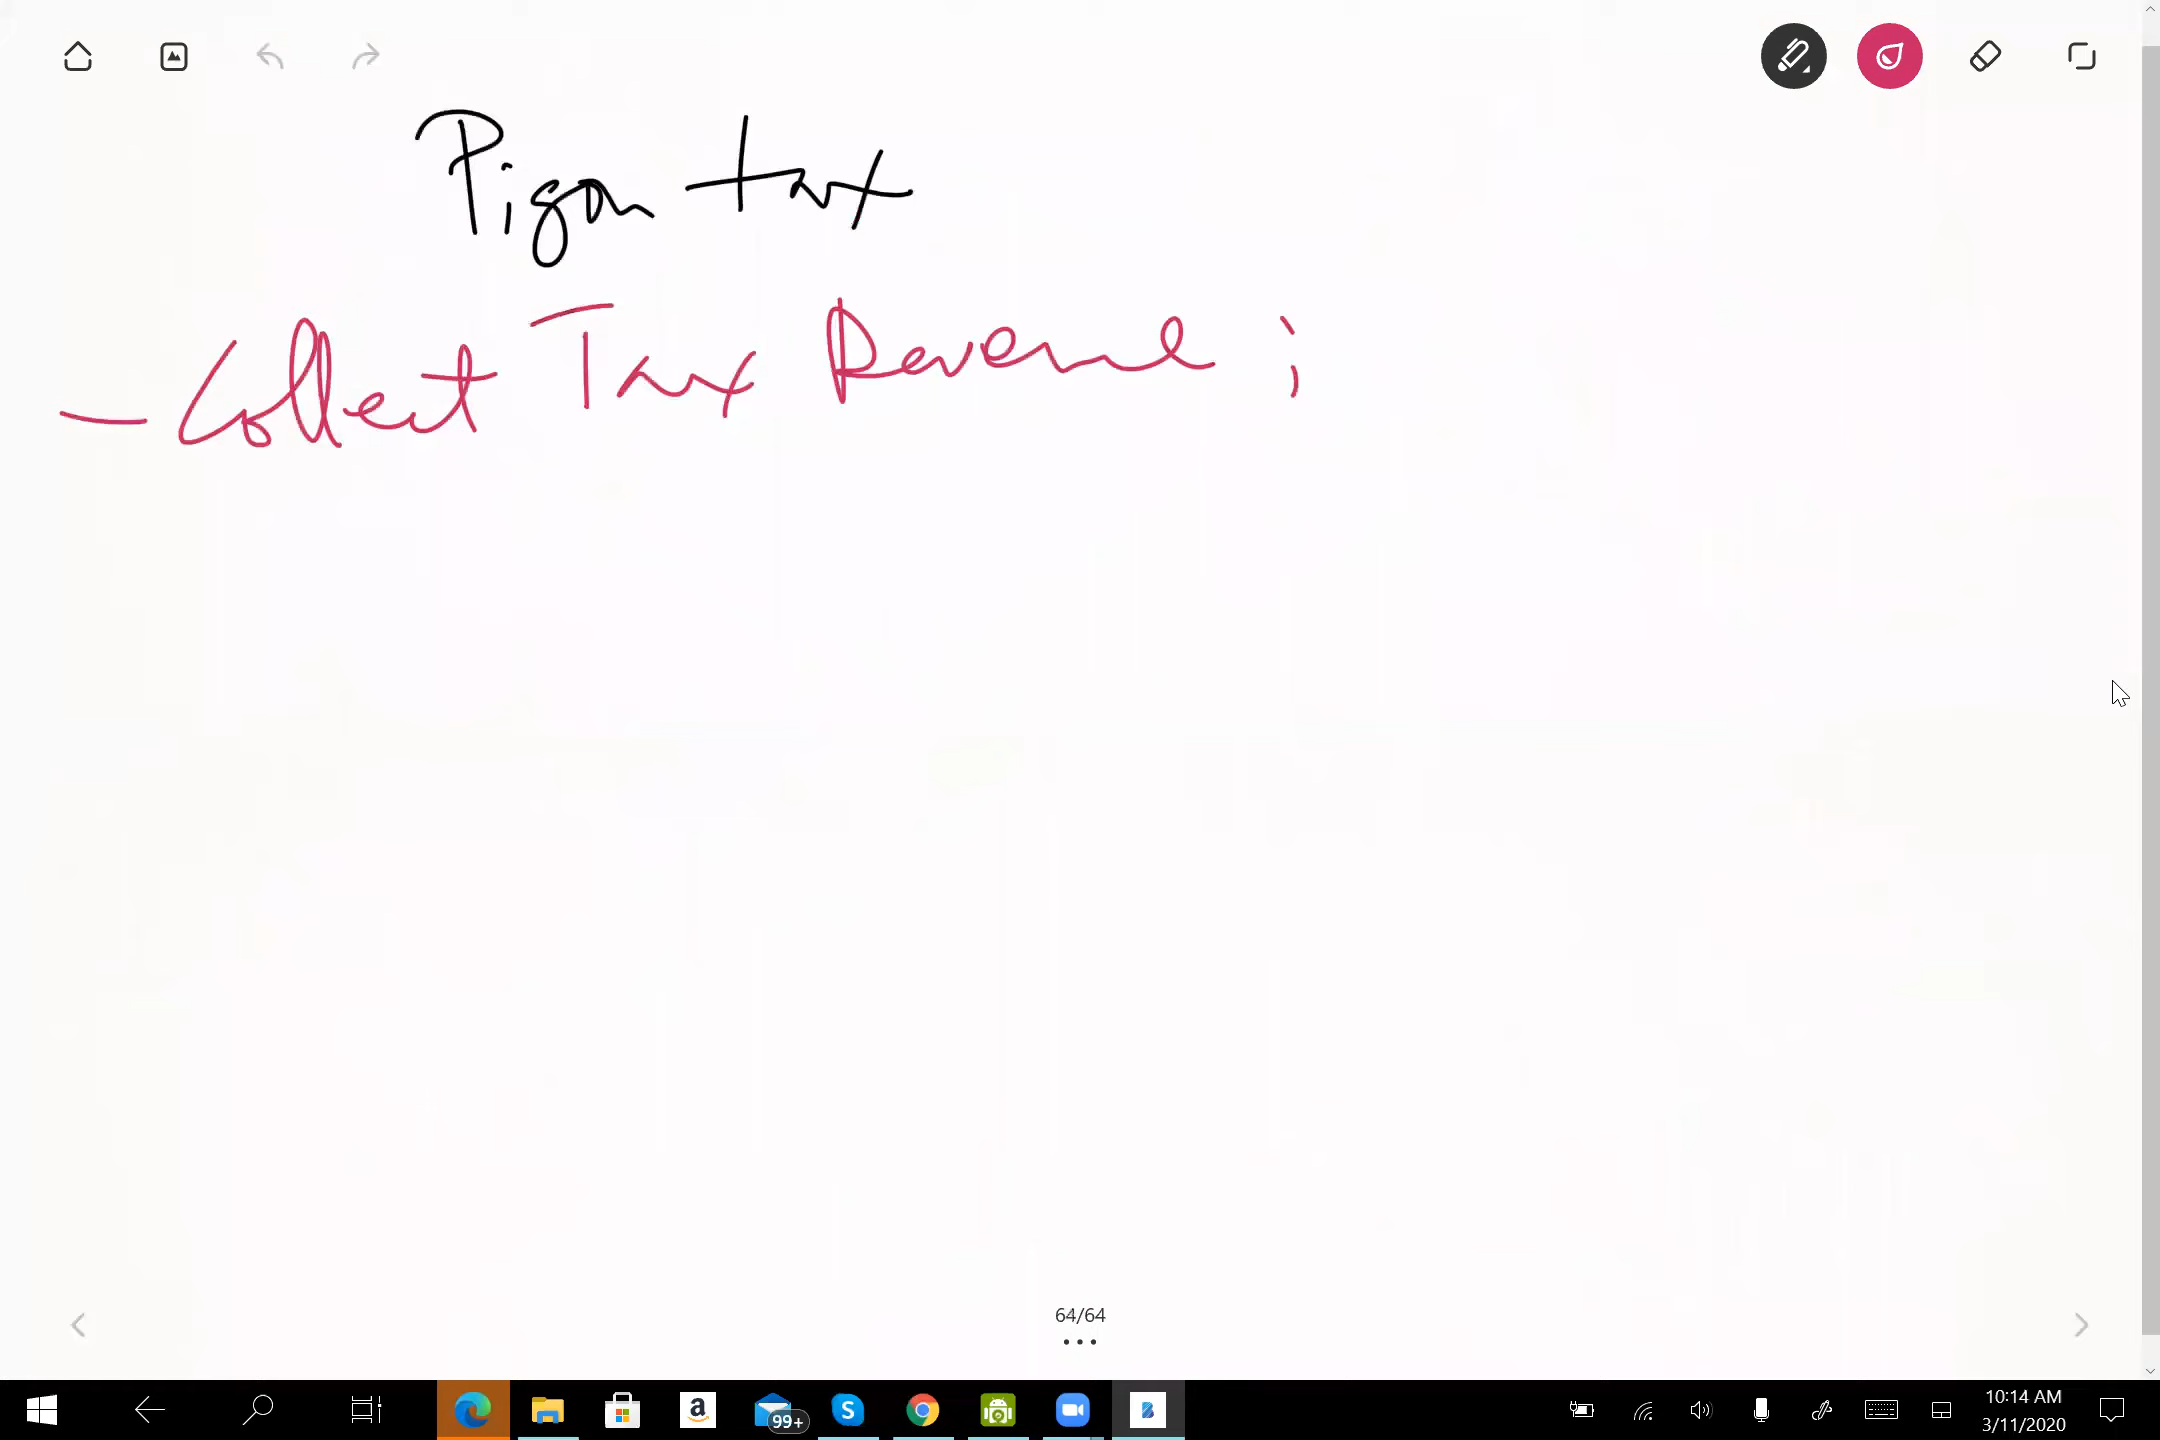 Pigou tax
- Collect Tax Revenue ;
64/64
99+
10:14 AM
3/11/2020